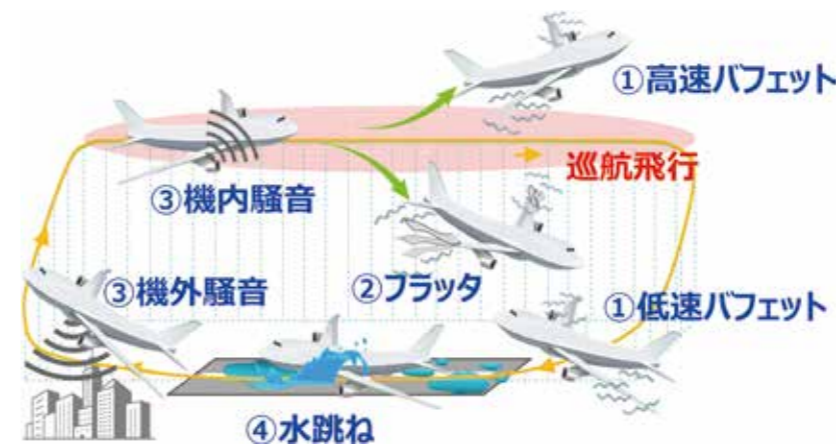 ①高速バフェット
巡航飛行
③機内騒音
②フラッタ
③機外騒音
①低速バフェット
④水跳ね